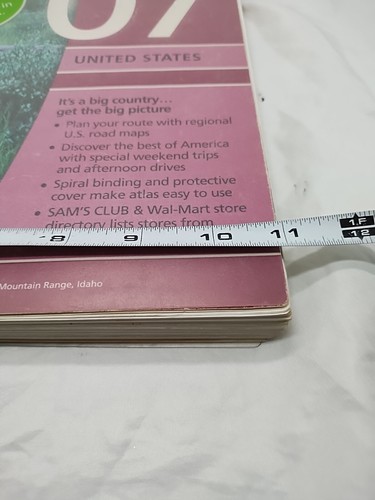 in
07
UNITED STATES
It's a big country...
get the big picture
• Plan your route with regional
U.S. road maps
• Discover the best of America
with special weekend trips
and afternoon drives
• Spiral binding and protective
cover make atlas easy to use
• SAM'S CLUB & Wal-Mart store
directory lists stores from
8 9 10 11 1F
12
Mountain Range, Idaho